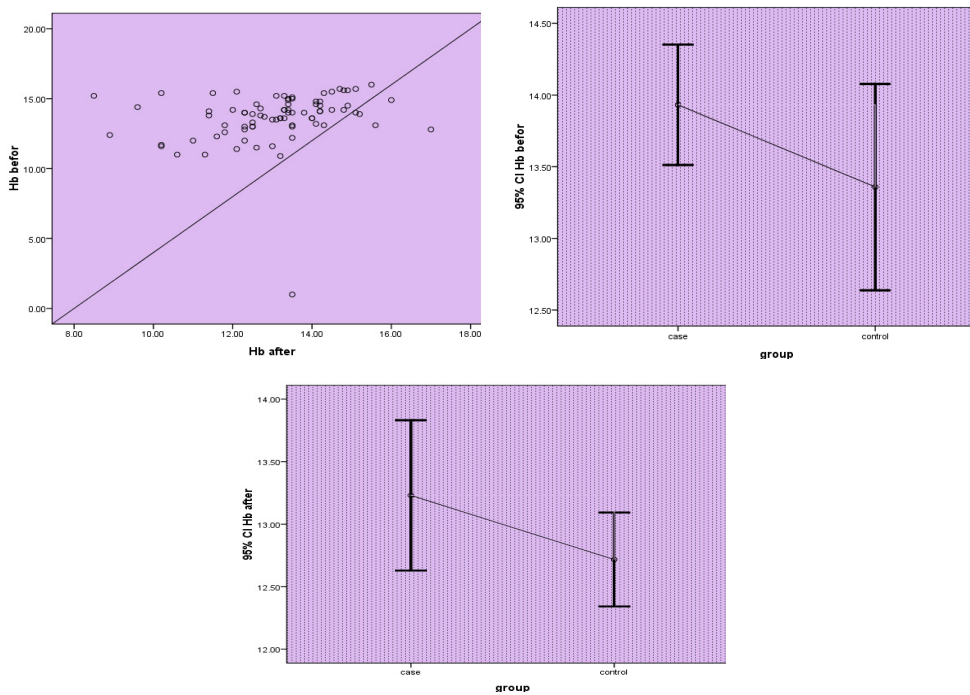 20.00
15.00
10.00
5.00
0.00
Hb befor
8.00 10.00 12.00 14.00 16.00 18.00
Hb after
14.50
14.00
13.50
13.00
12.50
95% CI Hb befor
case control
group
14.00
13.50
13.00
12.50
12.00
95% CI Hb after
case control
group